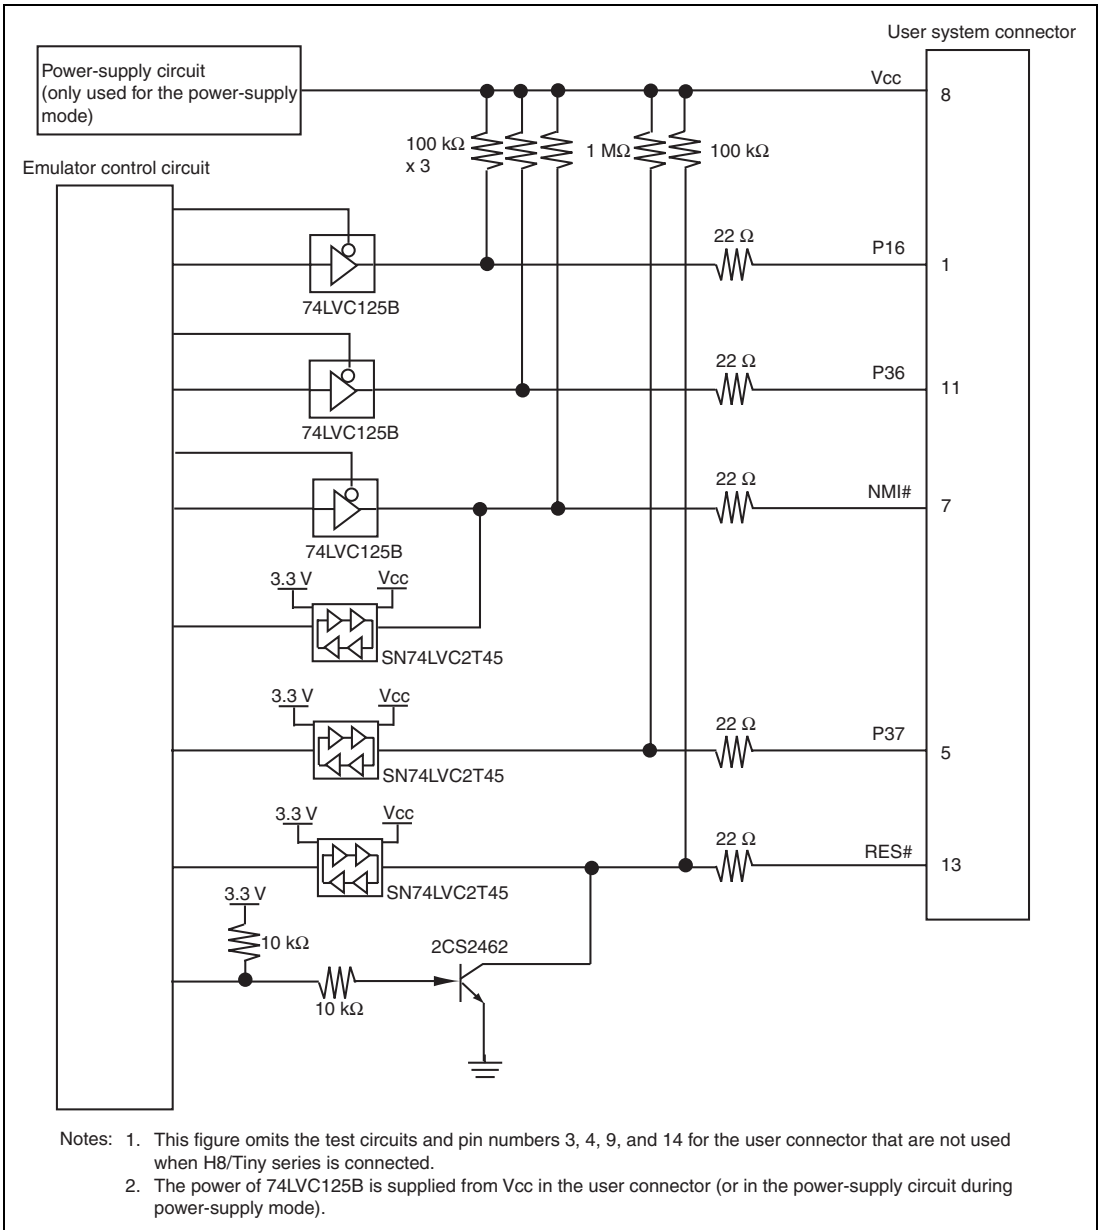 User system connector
Power-supply circuit
(only used for the power-supply
mode)
Vcc
8
100 kΩ
x 3
1 MΩ
100 kΩ
Emulator control circuit
22 Ω
P16
1
74LVC125B
22 Ω
P36
11
74LVC125B
22 Ω
NMI#
7
74LVC125B
3.3 V
Vcc
SN74LVC2T45
3.3 V
Vcc
22 Ω
P37
5
SN74LVC2T45
3.3 V
Vcc
22 Ω
RES#
13
SN74LVC2T45
3.3 V
10 kΩ
2CS2462
10 kΩ
Notes: 1. This figure omits the test circuits and pin numbers 3, 4, 9, and 14 for the user connector that are not used
when H8/Tiny series is connected.
2. The power of 74LVC125B is supplied from Vcc in the user connector (or in the power-supply circuit during
power-supply mode).